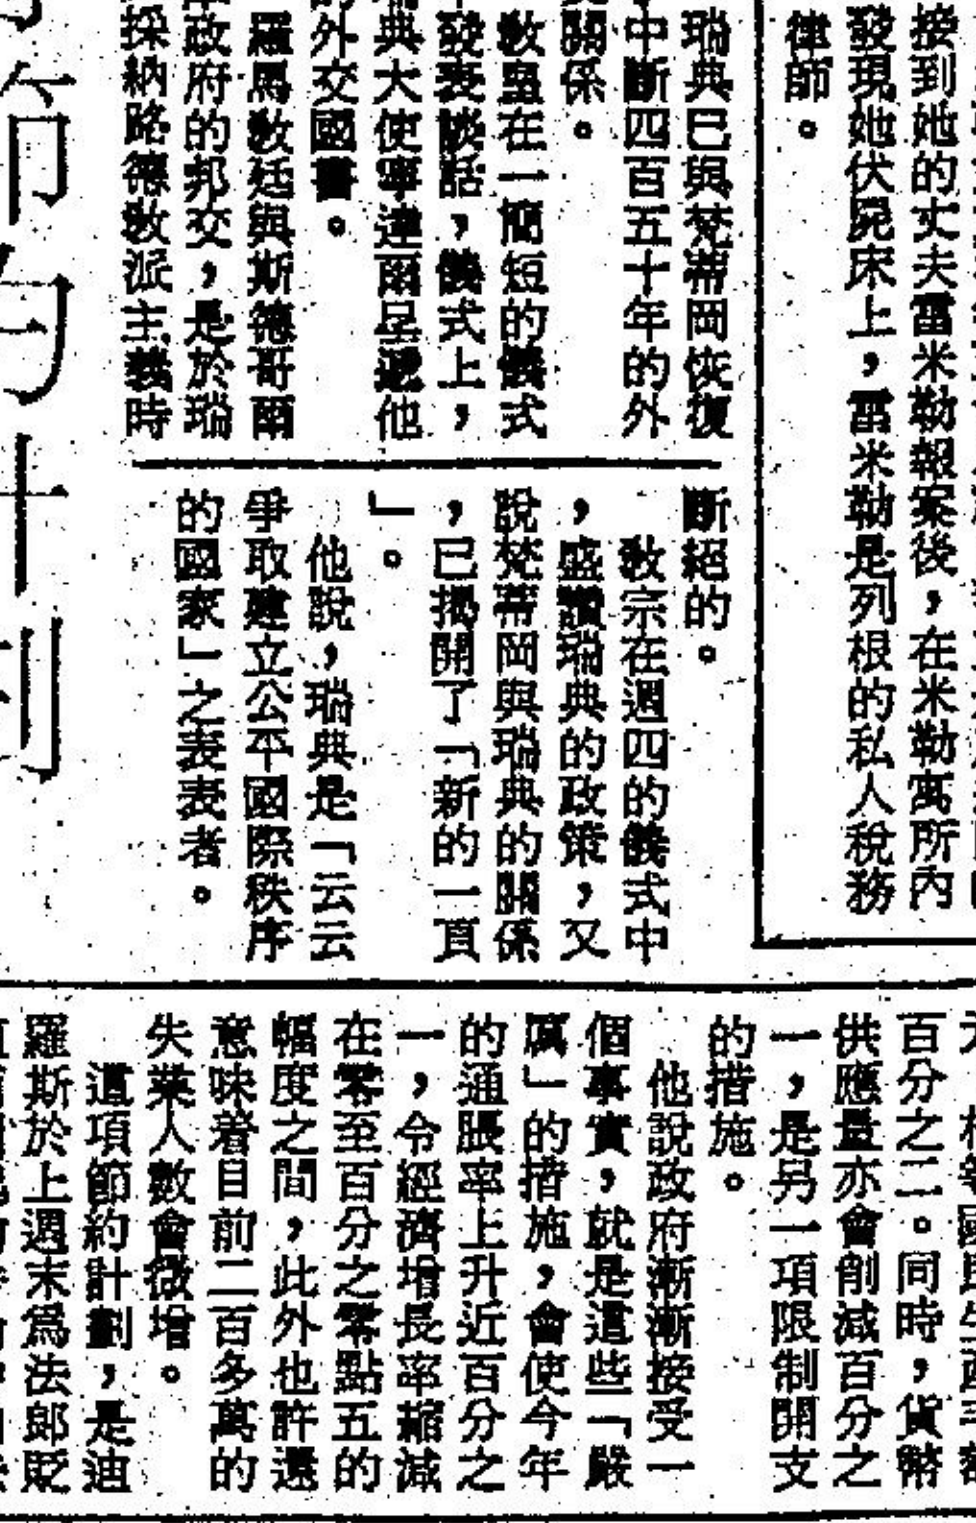 接到她的丈夫雷米勒報案後，在米勒寓所內
發現她伏屍床上，雷米勒是列根的私人稅務
律師。
瑞典巳與梵蒂岡恢復
中斷四百五十年的外
關係。
教皇在一簡短的儀式
發表談話，儀式上，
典大使寧達爾呈遞他
外交國書。
羅馬教廷與斯德哥爾
政府的邦交，是於瑞
採納路德教派主義時
斷絕的。
教宗在週四的儀式中
，盛讚瑞典的政策，又
說梵蒂岡與瑞典的關係
，已揭開了「新的一頁
」。
他說，瑞典是「云云
爭取建立公平國際秩序
的國家」之表表者。
百分之二。同時，貨幣
供應量亦會削減百分之
一，是另一項限制開支
的措施。
他說政府漸漸接受一
個事實，就是這些「嚴
厲」的措施，會使今年
的通脹率上升近百分之
一，令經濟增長率縮減
在零至百分之零點五的
幅度之間，此外也許還
意味着目前二百多萬的
失業人數會微增。
這項節約計劃，是迪
羅斯於上週末爲法郎貶